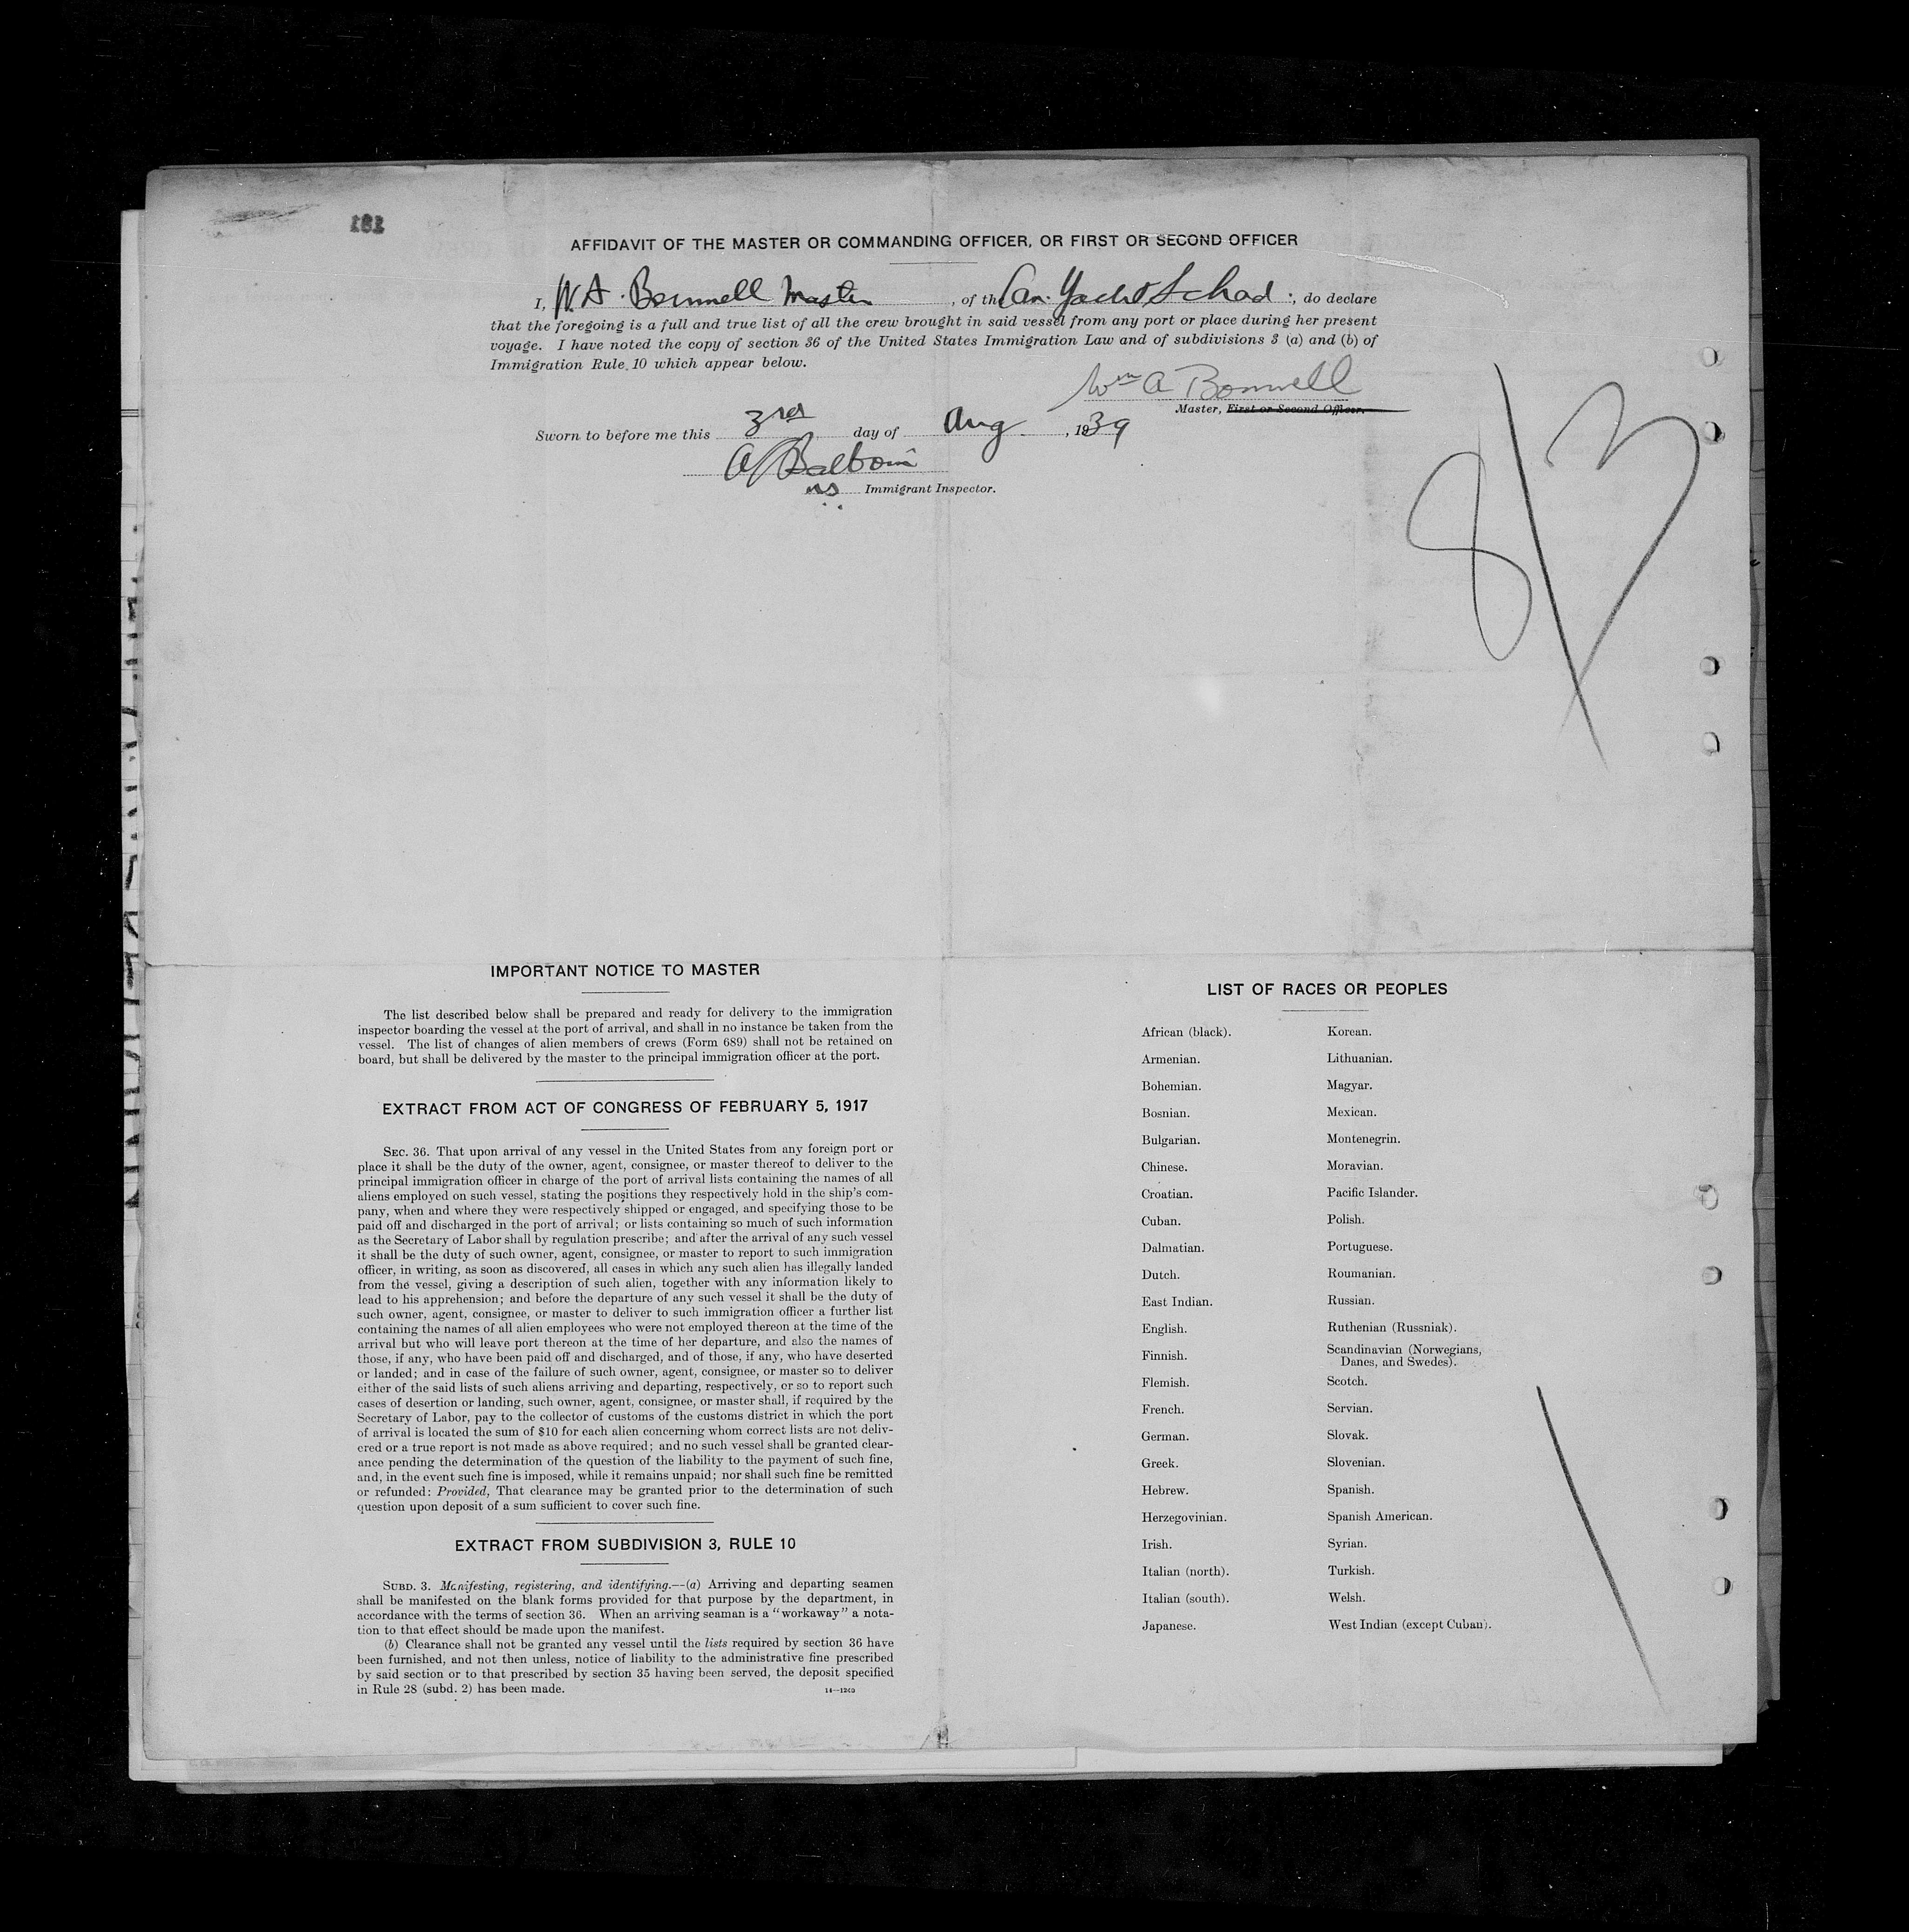 181
AFFIDAVIT OF THE MASTER OR COMMANDING OFFICER, OR FIRST OR SECOND OFFICER
I, W. A. Bonnell Master, of the Am. Yacht Schad, do declare
that the foregoing is a full and true list of all the crew brought in said vessel from any port or place during her present
voyage. I have noted the copy of section 36 of the United States Immigration Law and of subdivisions 3 (a) and (b) of
Immigration Rule 10 which appear below.
Wm A Bonnell
Master, First or Second Officer.
Sworn to before me this 3rd day of Aug, 1939
Immigrant Inspector.
8/3
IMPORTANT NOTICE TO MASTER
The list described below shall be prepared and ready for delivery to the immigration
inspector boarding the vessel at the port of arrival, and shall in no instance be taken from the
vessel. The list of changes of alien members of crews (Form 689) shall not be retained on
board, but shall be delivered by the master to the principal immigration officer at the port.
EXTRACT FROM ACT OF CONGRESS OF FEBRUARY 5, 1917
SEC. 36. That upon arrival of any vessel in the United States from any foreign port or
place it shall be the duty of the owner, agent, consignee, or master thereof to deliver to the
principal immigration officer in charge of the port of arrival lists containing the names of all
aliens employed on such vessel, stating the positions they respectively hold in the ship's com-
pany, when and where they were respectively shipped or engaged, and specifying those to be
paid off and discharged in the port of arrival; or lists containing so much of such information
as the Secretary of Labor shall by regulation prescribe; and after the arrival of any such vessel
it shall be the duty of such owner, agent, consignee, or master to report to such immigration
officer, in writing, as soon as discovered, all cases in which any such alien has illegally landed
from the vessel, giving a description of such alien, together with any information likely to
lead to his apprehension; and before the departure of any such vessel it shall be the duty of
such owner, agent, consignee, or master to deliver to such immigration officer a further list
containing the names of all alien employees who were not employed thereon at the time of the
arrival but who will leave port thereon at the time of her departure, and also the names of
those, if any, who have been paid off and discharged, and of those, if any, who have deserted
or landed; and in case of the failure of such owner, agent, consignee, or master so to deliver
either of the said lists of such aliens arriving and departing, respectively, or so to report such
cases of desertion or landing, such owner, agent, consignee, or master shall, if required by the
Secretary of Labor, pay to the collector of customs of the customs district in which the port
of arrival is located the sum of $10 for each alien concerning whom correct lists are not deliv-
ered or a true report is not made as above required; and no such vessel shall be granted clear-
ance pending the determination of the question of the liability to the payment of such fine,
and, in the event such fine is imposed, while it remains unpaid; nor shall such fine be remitted
or refunded: Provided, That clearance may be granted prior to the determination of such
question upon deposit of a sum sufficient to cover such fine.
EXTRACT FROM SUBDIVISION 3, RULE 10
SUBD. 3. Manifesting, registering, and identifying.—(a) Arriving and departing seamen
shall be manifested on the blank forms provided for that purpose by the department, in
accordance with the terms of section 36. When an arriving seaman is a "workaway" a nota-
tion to that effect should be made upon the manifest.
(b) Clearance shall not be granted any vessel until the lists required by section 36 have
been furnished, and not then unless, notice of liability to the administrative fine prescribed
by said section or to that prescribed by section 35 having been served, the deposit specified
in Rule 28 (subd. 2) has been made.
LIST OF RACES OR PEOPLES
African (black).
Armenian.
Bohemian.
Bosnian.
Bulgarian.
Chinese.
Croatian.
Cuban.
Dalmatian.
Dutch.
East Indian.
English.
Finnish.
Flemish.
French.
German.
Greek.
Hebrew.
Herzegovinian.
Irish.
Italian (north).
Italian (south).
Japanese.
Korean.
Lithuanian.
Magyar.
Mexican.
Montenegrin.
Moravian.
Pacific Islander.
Polish.
Portuguese.
Roumanian.
Russian.
Ruthenian (Russniak).
Scandinavian (Norwegians,
Danes, and Swedes).
Scotch.
Servian.
Slovak.
Slovenian.
Spanish.
Spanish American.
Syrian.
Turkish.
Welsh.
West Indian (except Cuban).